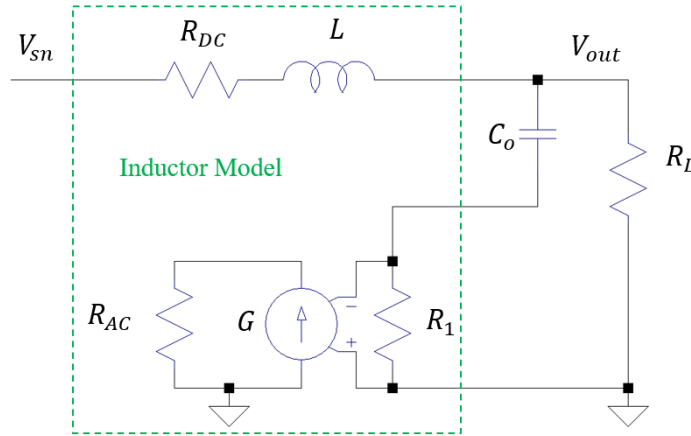 V_sn
R_DC
L
V_out
C_o
R_L
Inductor Model
R_AC
G
−
+
R_1